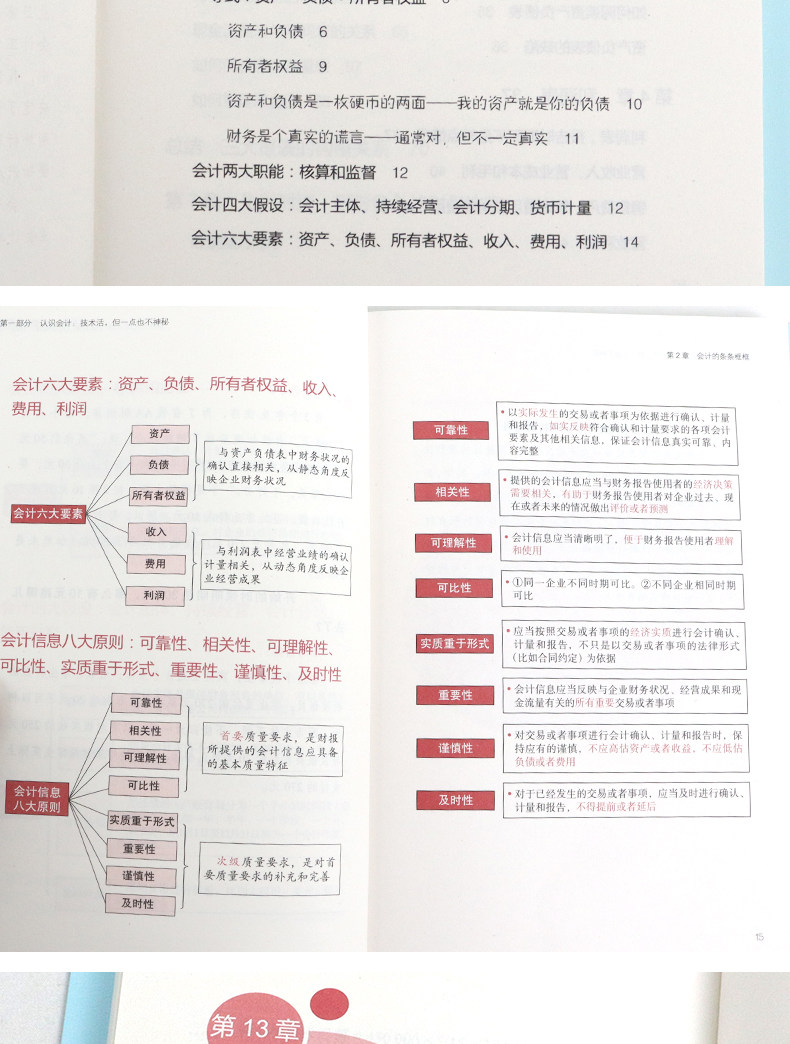 资产和负债 6
所有者权益 9
资产和负债是一枚硬币的两面——我的资产就是你的负债 10
财务是个真实的谎言——通常对，但不一定真实 11
会计两大职能：核算和监督 12
会计四大假设：会计主体、持续经营、会计分期、货币计量 12
会计六大要素：资产、负债、所有者权益、收入、费用、利润 14
第一部分 认识会计：技术活，但一点也不神秘
会计六大要素：资产、负债、所有者权益、收入、
费用、利润
会计六大要素
资产
负债
所有者权益
收入
费用
利润
与资产负债表中财务状况的
确认直接相关，从静态角度反
映企业财务状况
与利润表中经营业绩的确认
计量相关，从动态角度反映企
业经营成果
会计信息八大原则：可靠性、相关性、可理解性、
可比性、实质重于形式、重要性、谨慎性、及时性
会计信息
八大原则
可靠性
相关性
可理解性
可比性
实质重于形式
重要性
谨慎性
及时性
首要质量要求，是财报
所提供的会计信息应具备
的基本质量特征
次级质量要求，是对首
要质量要求的补充和完善
第2章 会计的条条框框
可靠性
•以实际发生的交易或者事项为依据进行确认、计量
和报告，如实反映符合确认和计量要求的各项会计
要素及其他相关信息，保证会计信息真实可靠、内
容完整
相关性
•提供的会计信息应当与财务报告使用者的经济决策
需要相关，有助于财务报告使用者对企业过去、现
在或者未来的情况做出评价或者预测
可理解性
•会计信息应当清晰明了，便于财务报告使用者理解
和使用
可比性
•①同一企业不同时期可比。②不同企业相同时期
可比
实质重于形式
•应当按照交易或者事项的经济实质进行会计确认、
计量和报告，不只是以交易或者事项的法律形式
（比如合同约定）为依据
重要性
•会计信息应当反映与企业财务状况、经营成果和现
金流量有关的所有重要交易或者事项
谨慎性
•对交易或者事项进行会计确认、计量和报告时，保
持应有的谨慎，不应高估资产或者收益，不应低估
负债或者费用
及时性
•对于已经发生的交易或者事项，应当及时进行确认、
计量和报告，不得提前或者延后
15
第13章